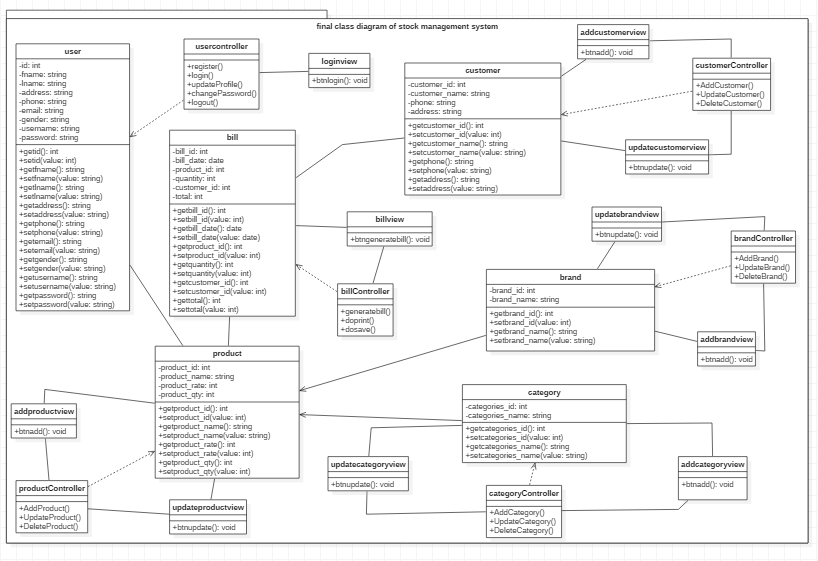 final class diagram of stock management system
user
-id: int
-fname: string
-lname: string
-address: string
-phone: string
-email: string
-gender: string
-username: string
-password: string
+getid(): int
+setid(value: int)
+getfname(): string
+setfname(value: string)
+getlname(): string
+setlname(value: string)
+getaddress(): string
+setaddress(value: string)
+getphone(): string
+setphone(value: string)
+getemail(): string
+setemail(value: string)
+getgender(): string
+setgender(value: string)
+getusername(): string
+setusername(value: string)
+getpassword(): string
+setpassword(value: string)
usercontroller
+register()
+login()
+updateProfile()
+changePassword()
+logout()
loginview
+btnlogin(): void
bill
-bill_id: int
-bill_date: date
-product_id: int
-quantity: int
-customer_id: int
-total: int
+getbill_id(): int
+setbill_id(value: int)
+getbill_date(): date
+setbill_date(value: date)
+getproduct_id(): int
+setproduct_id(value: int)
+getquantity(): int
+setquantity(value: int)
+getcustomer_id(): int
+setcustomer_id(value: int)
+gettotal(): int
+settotal(value: int)
customer
-customer_id: int
-customer_name: string
-phone: string
-address: string
+getcustomer_id(): int
+setcustomer_id(value: int)
+getcustomer_name(): string
+setcustomer_name(value: string)
+getphone(): string
+setphone(value: string)
+getaddress(): string
+setaddress(value: string)
addcustomerview
+btnadd(): void
customerController
+AddCustomer()
+UpdateCustomer()
+DeleteCustomer()
updatecustomerview
+btnupdate(): void
billview
+btngeneratebill(): void
billController
+generatebill()
+doprint()
+dosave()
updatebrandview
+btnupdate(): void
brandController
+AddBrand()
+UpdateBrand()
+DeleteBrand()
brand
-brand_id: int
-brand_name: string
+getbrand_id(): int
+setbrand_id(value: int)
+getbrand_name(): string
+setbrand_name(value: string)
addbrandview
+btnadd(): void
product
-product_id: int
-product_name: string
-product_rate: int
-product_qty: int
+getproduct_id(): int
+setproduct_id(value: int)
+getproduct_name(): string
+setproduct_name(value: string)
+getproduct_rate(): int
+setproduct_rate(value: int)
+getproduct_qty(): int
+setproduct_qty(value: int)
addproductview
+btnadd(): void
productController
+AddProduct()
+UpdateProduct()
+DeleteProduct()
updateproductview
+btnupdate(): void
category
-categories_id: int
-categories_name: string
+getcategories_id(): int
+setcategories_id(value: int)
+getcategories_name(): string
+setcategories_name(value: string)
updatecategoryview
+btnupdate(): void
categoryController
+AddCategory()
+UpdateCategory()
+DeleteCategory()
addcategoryview
+btnadd(): void